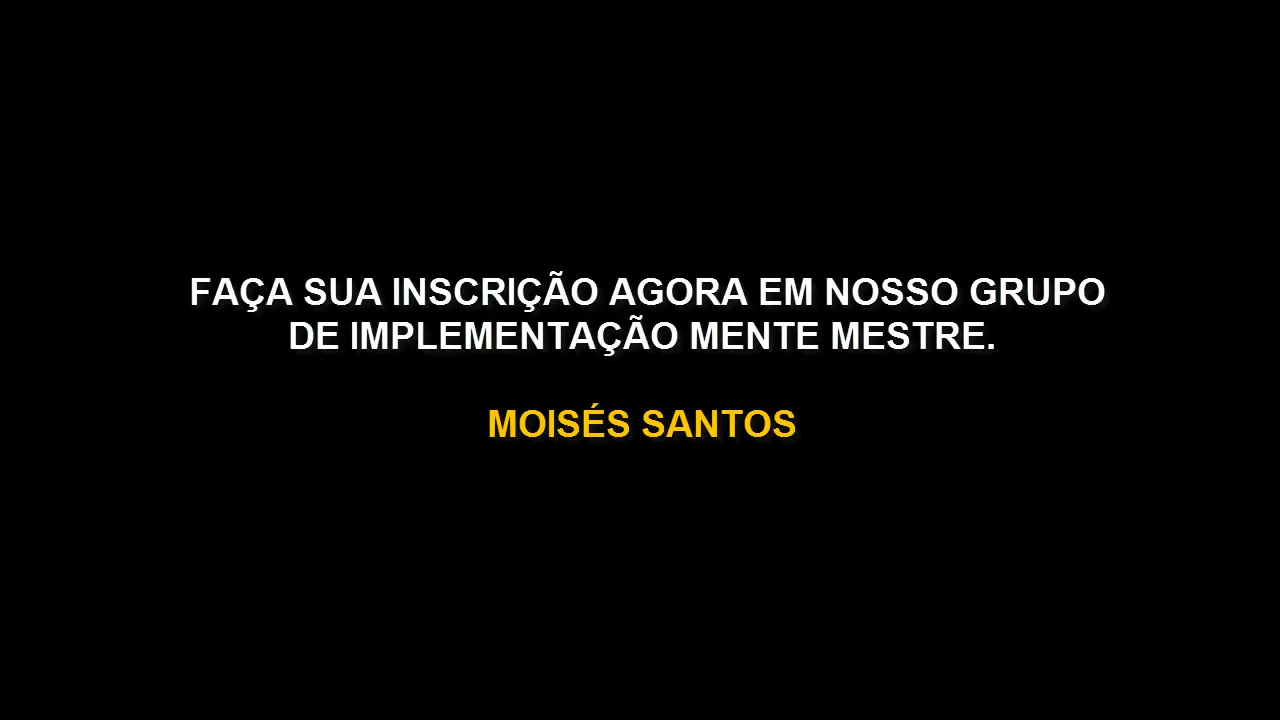 FAÇA SUA INSCRIÇÃO AGORA EM NOSSO GRUPO
DE IMPLEMENTAÇÃO MENTE MESTRE.
MOISÉS SANTOS